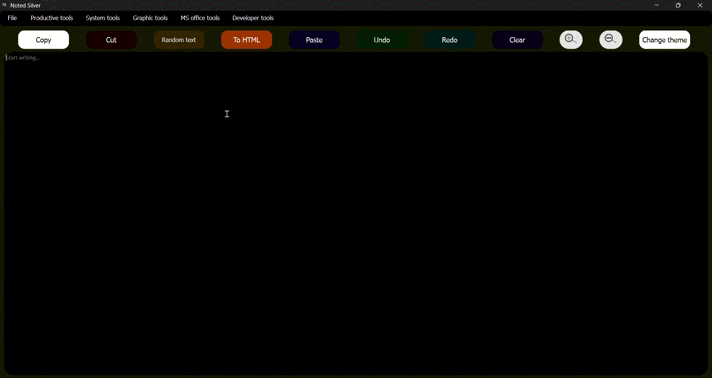 Noted Silver
File Productive tools System tools Graphic tools MS office tools Developer tools
Copy Cut Random text To HTML Paste Undo Redo Clear Change theme
Start writing...